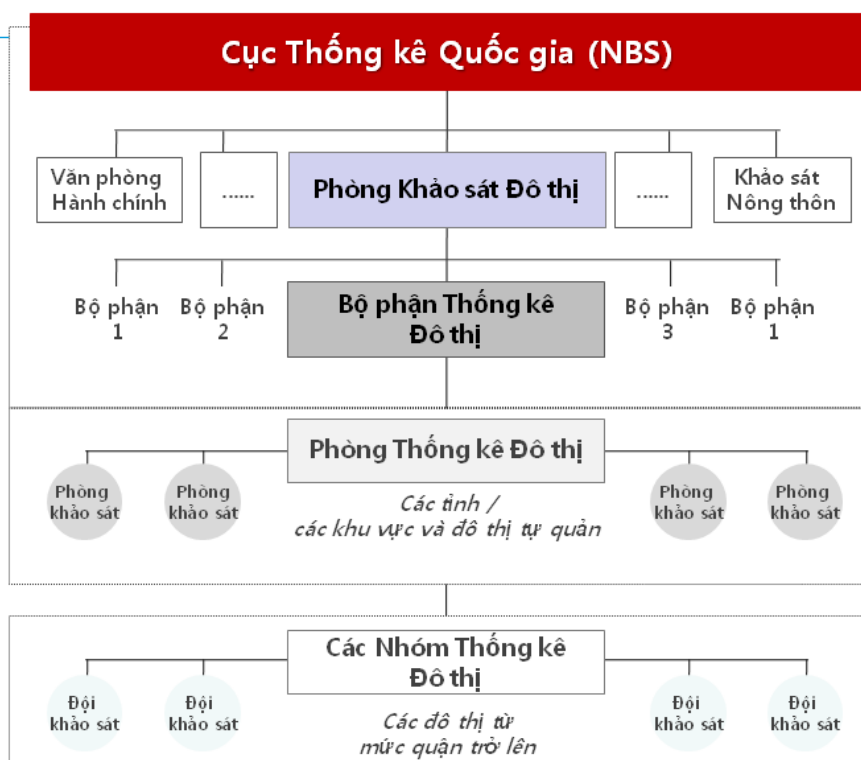 Cục Thống kê Quốc gia (NBS)
Văn phòng
Hành chính
......
Phòng Khảo sát Đô thị
......
Khảo sát
Nông thôn
Bộ phận
1
Bộ phận
2
Bộ phận Thống kê
Đô thị
Bộ phận
3
Bộ phận
1
Phòng Thống kê Đô thị
Phòng
khảo sát
Phòng
khảo sát
Các tỉnh /
các khu vực và đô thị tự quản
Phòng
khảo sát
Phòng
khảo sát
Các Nhóm Thống kê
Đô thị
Đội
khảo sát
Đội
khảo sát
Các đô thị từ
mức quận trở lên
Đội
khảo sát
Đội
khảo sát